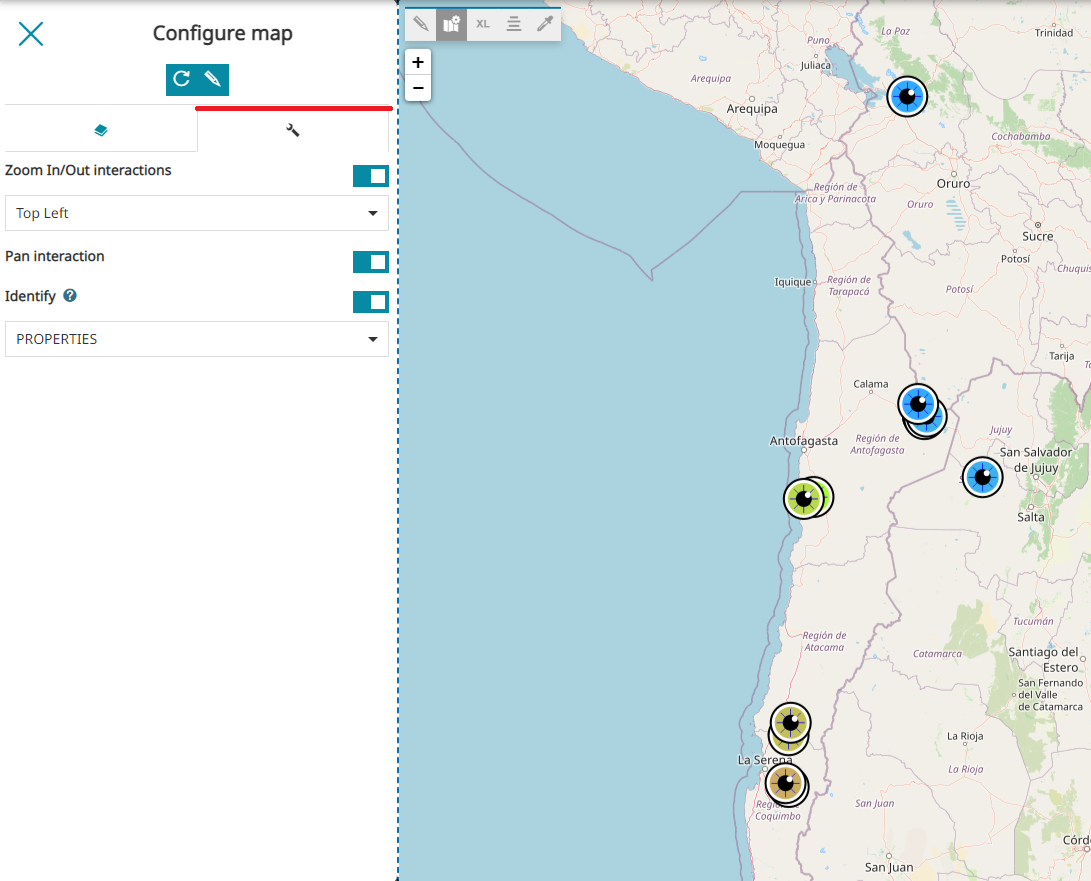 Configure map
Zoom In/Out interactions
Top Left
Pan interaction
Identify ?
PROPERTIES
XL
+
−
Puno
Juliaca
La Paz
Trinidad
Arequipa
Arequipa
Moquegua
Cochabamba
Oruro
Región de
Arica y Parinacota
Oruro
Sucre
Potosí
Chuquis
Iquique
Región de
Tarapacá
Potosí
Tarija
Calama
Antofagasta
Región de
Antofagasta
Jujuy
San Salvador
de Jujuy
Salta
Región de
Atacama
Tucumán
Catamarca
Santiago del
Estero
San Fernando
del Valle
de Catamarca
La Rioja
La Serena
La Rioja
Coquimbo
San Juan
San Juan
Córd